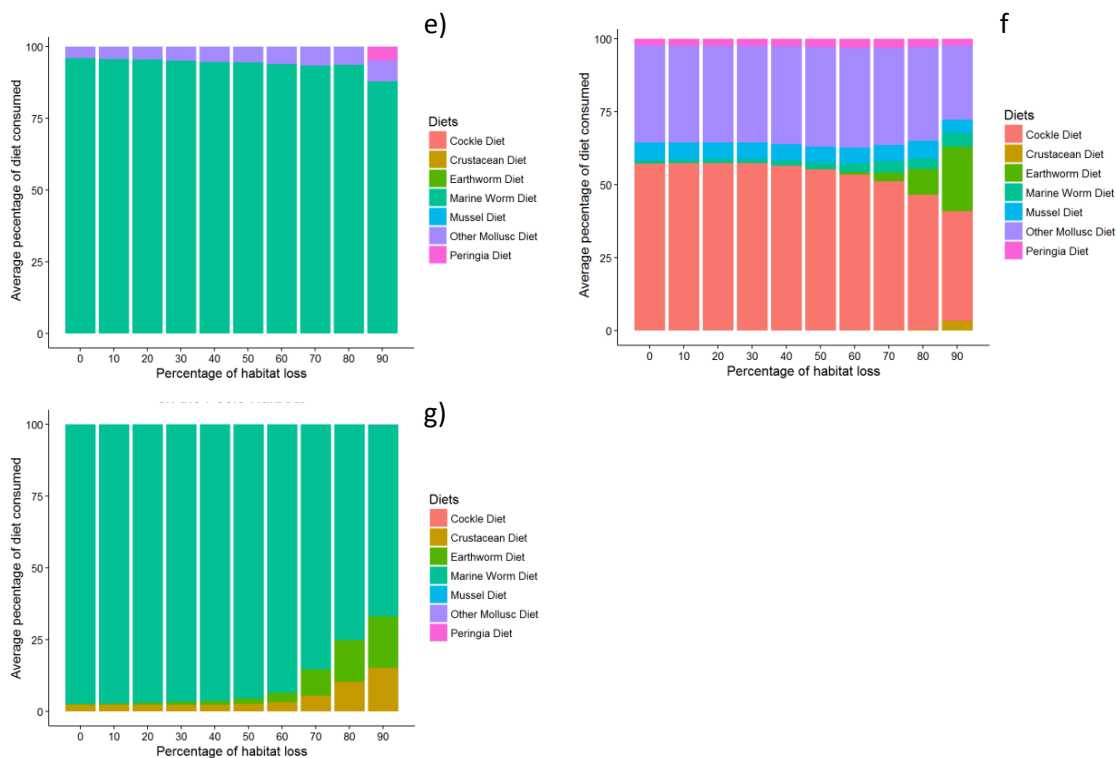 e)
100
75
50
25
0
Average pecentage of diet consumed
0 10 20 30 40 50 60 70 80 90
Percentage of habitat loss
Diets
Cockle Diet
Crustacean Diet
Earthworm Diet
Marine Worm Diet
Mussel Diet
Other Mollusc Diet
Peringia Diet
f
100
75
50
25
0
Average pecentage of diet consumed
0 10 20 30 40 50 60 70 80 90
Percentage of habitat loss
Diets
Cockle Diet
Crustacean Diet
Earthworm Diet
Marine Worm Diet
Mussel Diet
Other Mollusc Diet
Peringia Diet
g)
100
75
50
25
0
Average pecentage of diet consumed
0 10 20 30 40 50 60 70 80 90
Percentage of habitat loss
Diets
Cockle Diet
Crustacean Diet
Earthworm Diet
Marine Worm Diet
Mussel Diet
Other Mollusc Diet
Peringia Diet